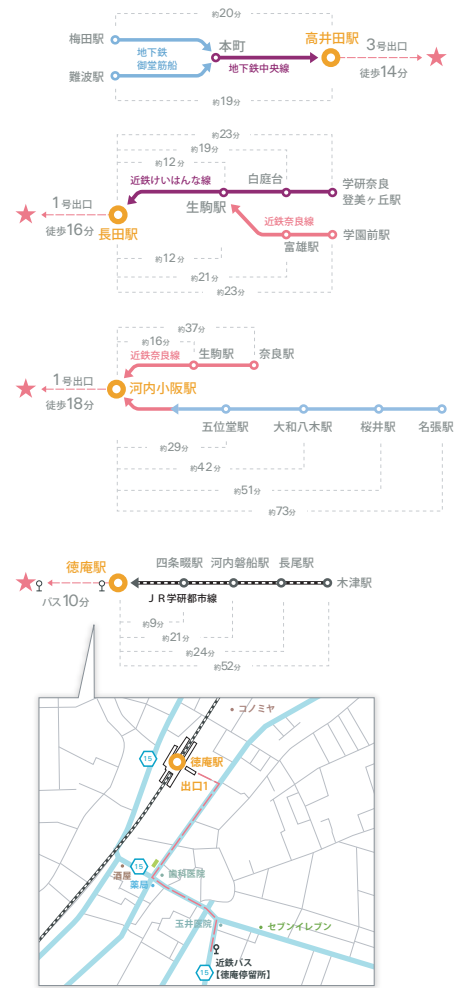 約20分
梅田駅
地下鉄
御堂筋船
難波駅
本町
地下鉄中央線
高井田駅
3号出口
徒歩14分
約19分
約23分
約19分
約12分
近鉄けいはんな線
白庭台
学研奈良
登美ヶ丘駅
1号出口
徒歩16分
長田駅
生駒駅
近鉄奈良線
富雄駅
学園前駅
約12分
約21分
約23分
約37分
約16分
近鉄奈良線
生駒駅
奈良駅
1号出口
徒歩18分
河内小阪駅
五位堂駅
大和八木駅
桜井駅
名張駅
約29分
約42分
約51分
約73分
徳庵駅
四条畷駅
河内磐船駅
長尾駅
木津駅
バス10分
JR学研都市線
約9分
約21分
約24分
約52分
コノミヤ
15
徳庵駅
出口1
15
酒屋
薬局
歯科医院
玉井医院
セブンイレブン
近鉄バス
15
【徳庵停留所】